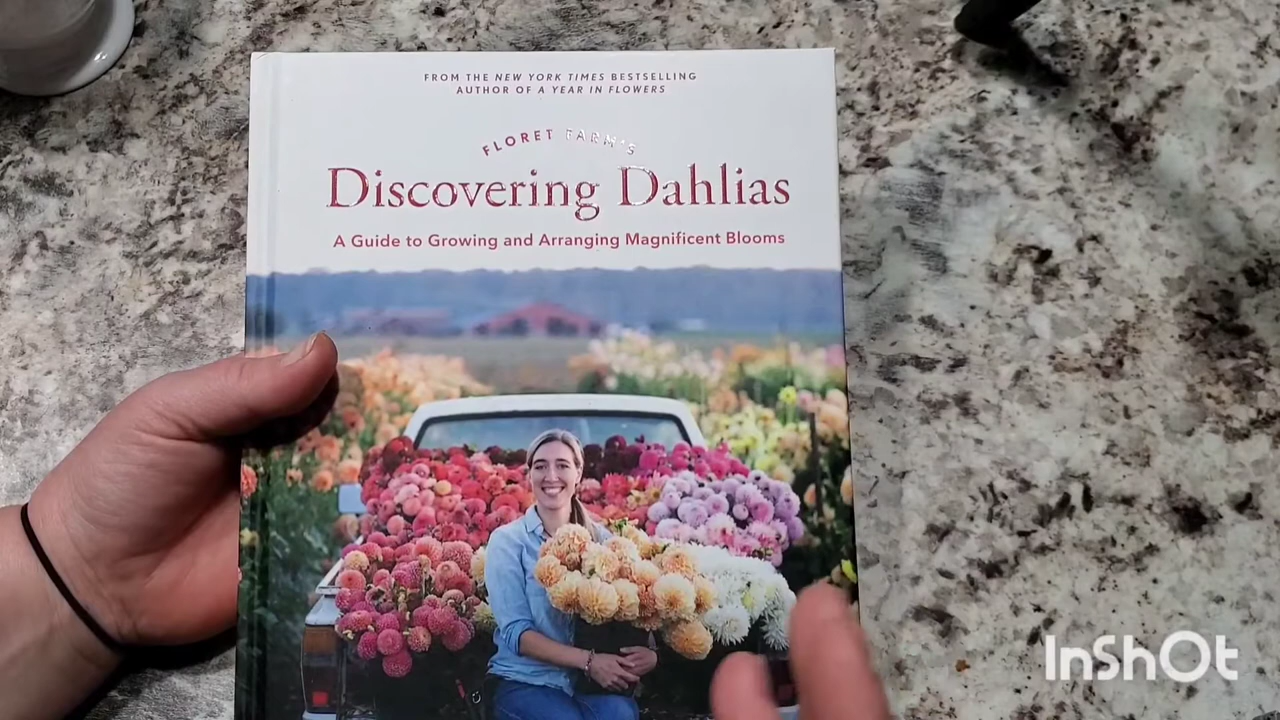 FROM THE NEW YORK TIMES BESTSELLING
AUTHOR OF A YEAR IN FLOWERS
FLORET FARM'S
Discovering Dahlias
A Guide to Growing and Arranging Magnificent Blooms
InShOt